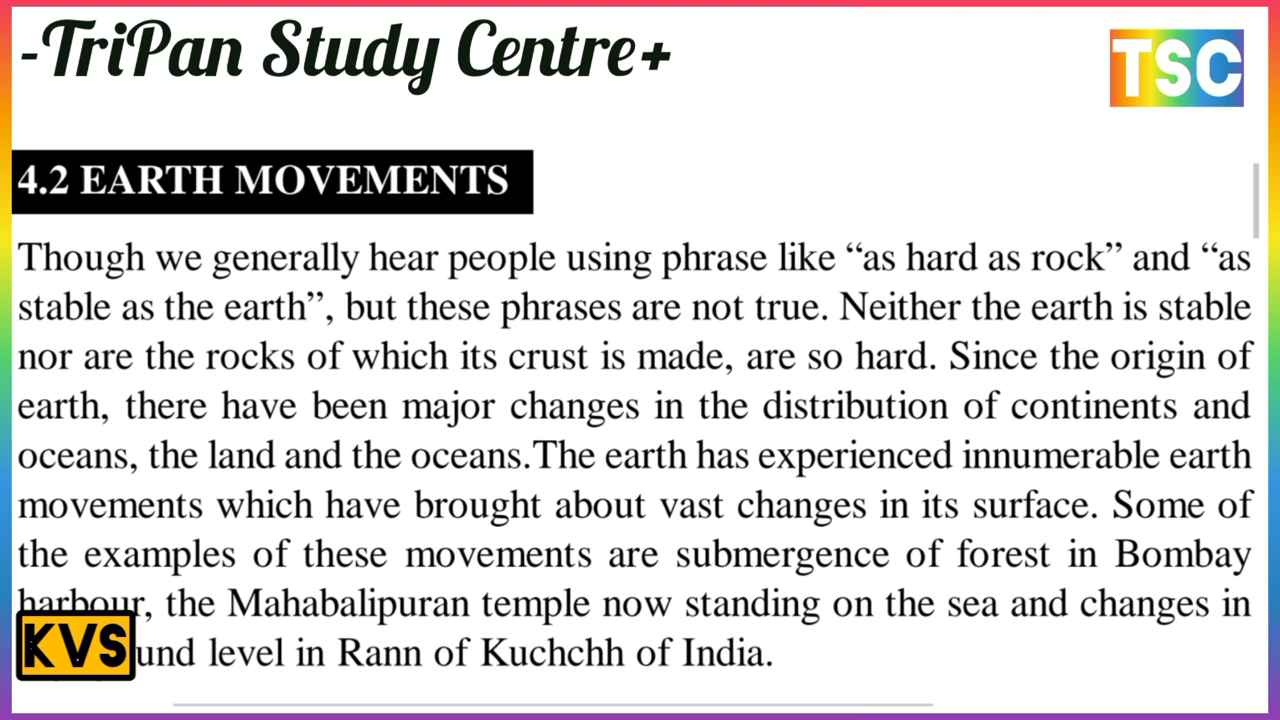 -TriPan Study Centre+
TSC
4.2 EARTH MOVEMENTS
Though we generally hear people using phrase like “as hard as rock” and “as
stable as the earth”, but these phrases are not true. Neither the earth is stable
nor are the rocks of which its crust is made, are so hard. Since the origin of
earth, there have been major changes in the distribution of continents and
oceans, the land and the oceans.The earth has experienced innumerable earth
movements which have brought about vast changes in its surface. Some of
the examples of these movements are submergence of forest in Bombay
harbour, the Mahabalipuran temple now standing on the sea and changes in
und level in Rann of Kuchchh of India.
KVS